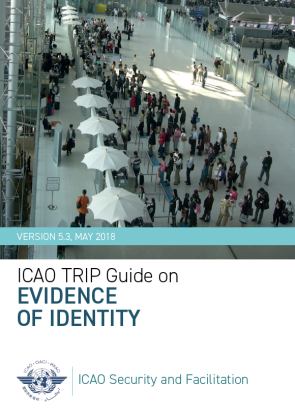 VERSION 5.3, MAY 2018
ICAO TRIP Guide on
EVIDENCE
OF IDENTITY
ICAO Security and Facilitation